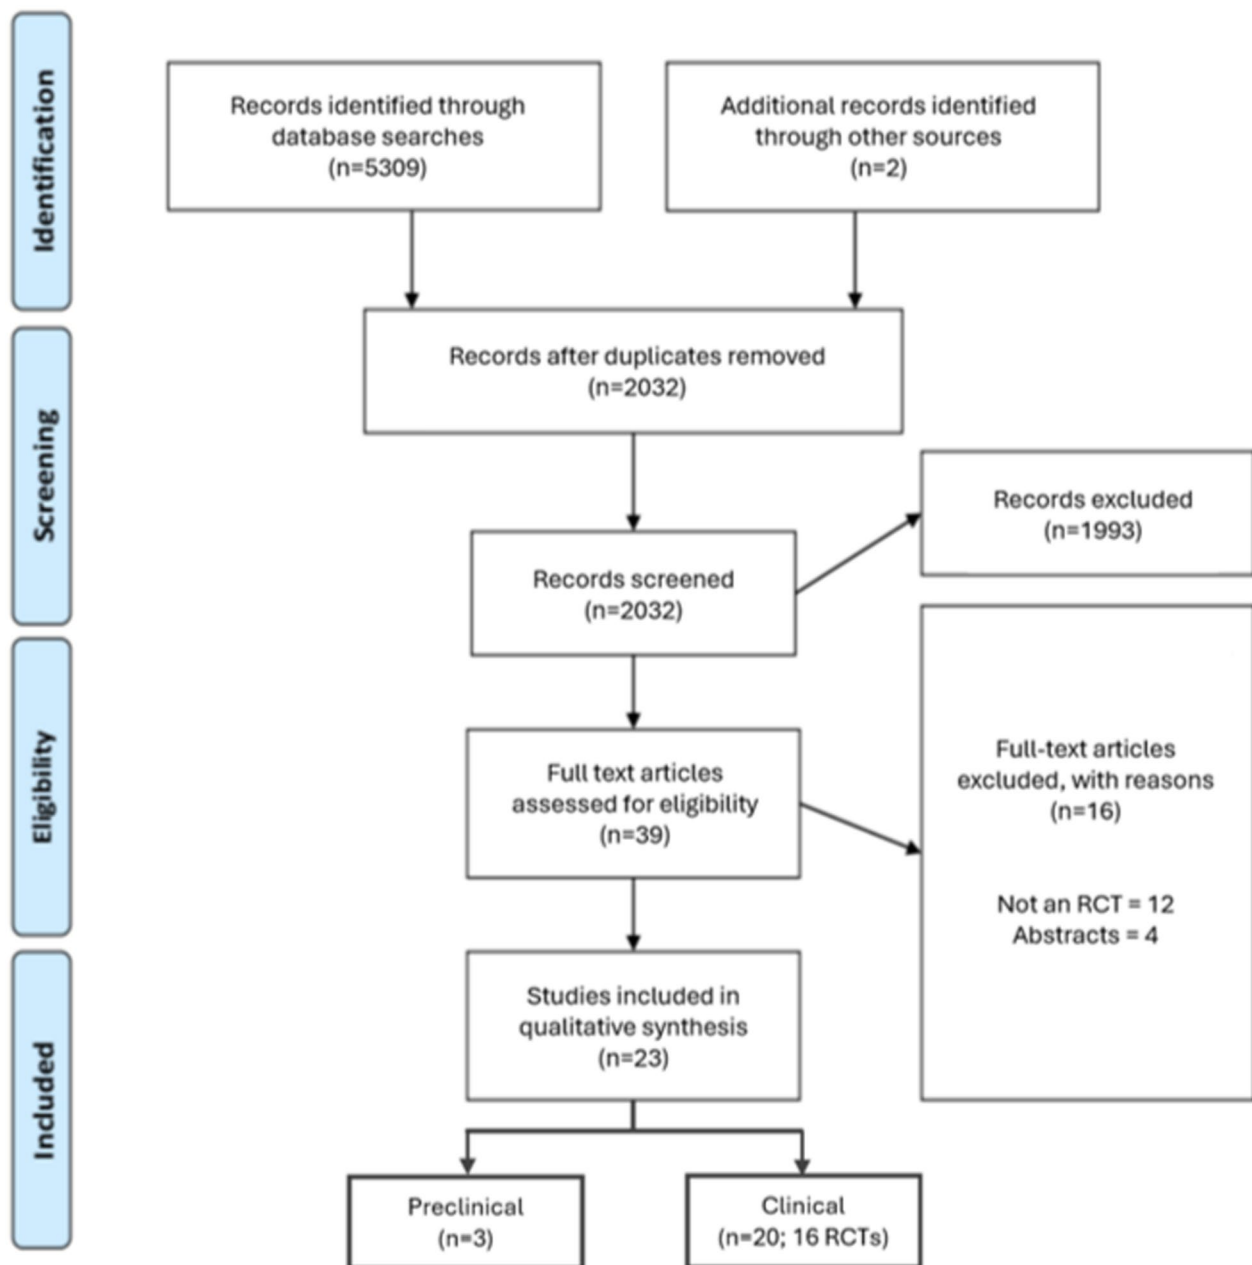 Identification
Records identified through
database searches
(n=5309)
Additional records identified
through other sources
(n=2)
Screening
Records after duplicates removed
(n=2032)
Records screened
(n=2032)
Records excluded
(n=1993)
Eligibility
Full text articles
assessed for eligibility
(n=39)
Full-text articles
excluded, with reasons
(n=16)
Not an RCT = 12
Abstracts = 4
Included
Studies included in
qualitative synthesis
(n=23)
Preclinical
(n=3)
Clinical
(n=20; 16 RCTs)